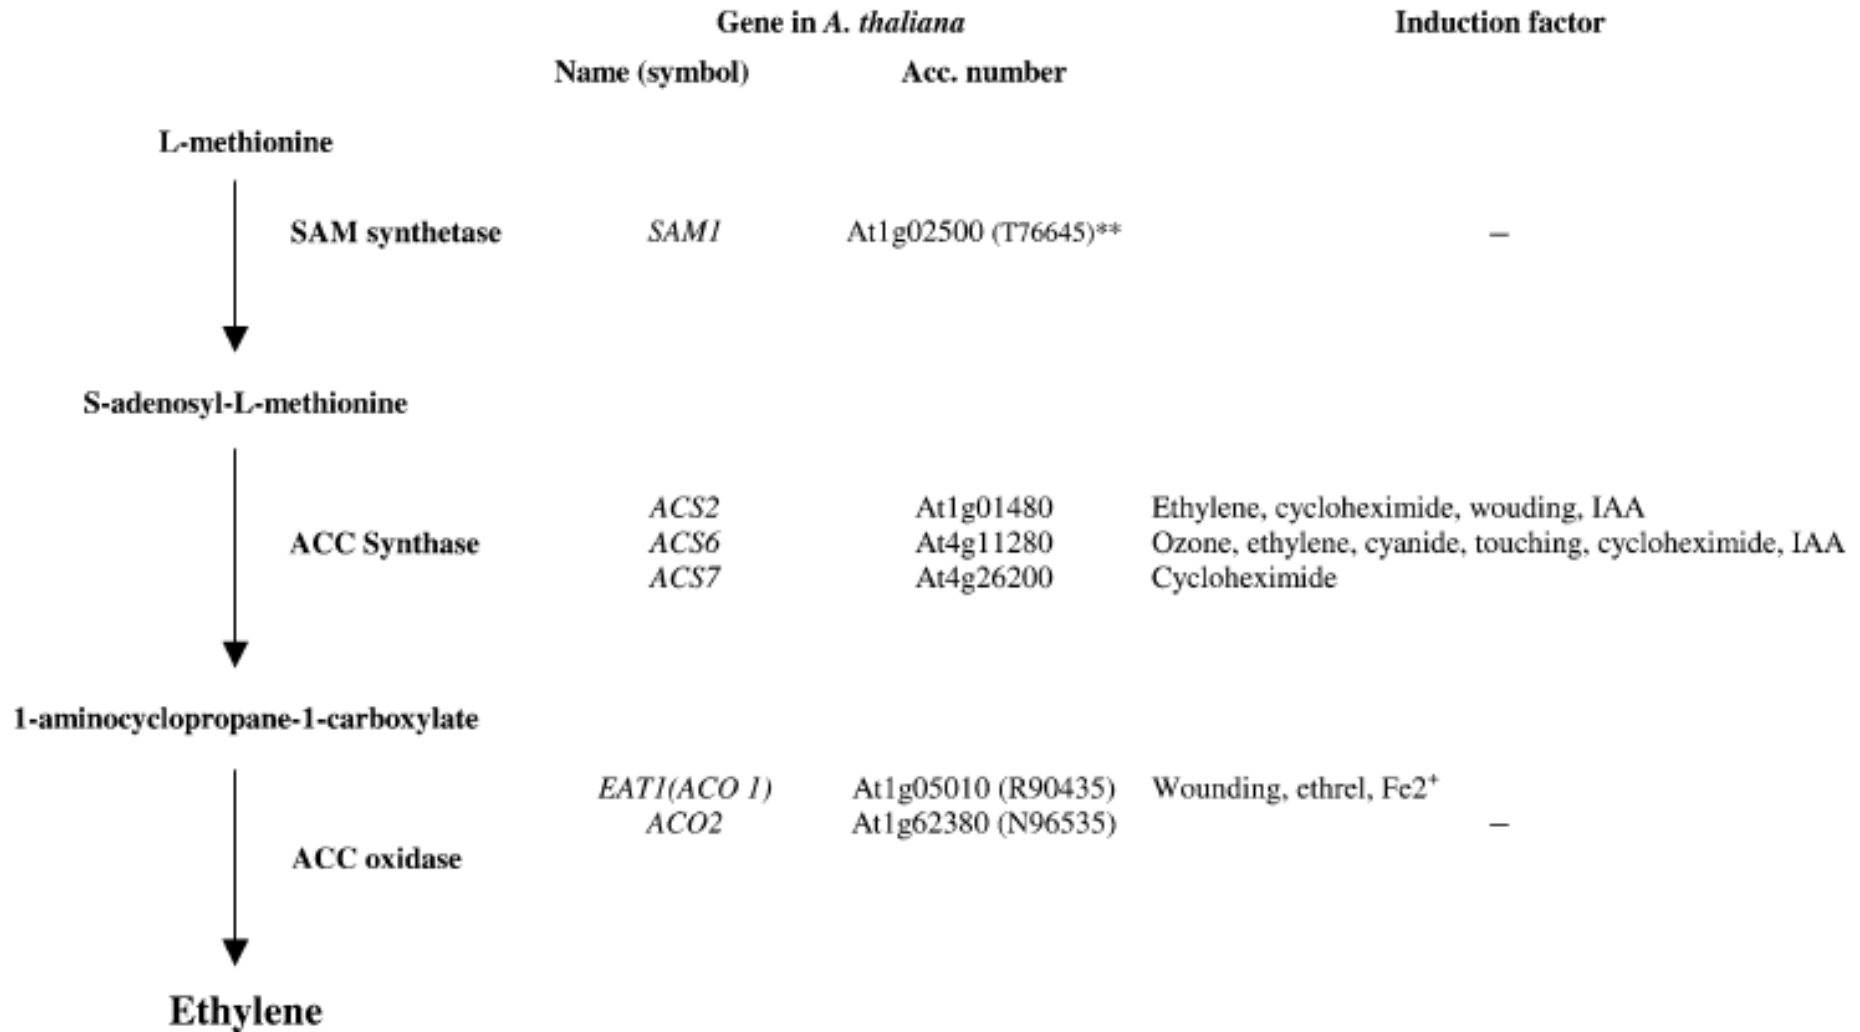 Gene in A. thaliana Induction factor
Name (symbol) Acc. number
L-methionine
SAM synthetase SAM1 At1g02500 (T76645)** –
S-adenosyl-L-methionine
ACS2 At1g01480 Ethylene, cycloheximide, wouding, IAA
ACC Synthase ACS6 At4g11280 Ozone, ethylene, cyanide, touching, cycloheximide, IAA
ACS7 At4g26200 Cycloheximide
1-aminocyclopropane-1-carboxylate
EAT1(ACO 1) At1g05010 (R90435) Wounding, ethrel, Fe2⁺
ACO2 At1g62380 (N96535) –
ACC oxidase
Ethylene